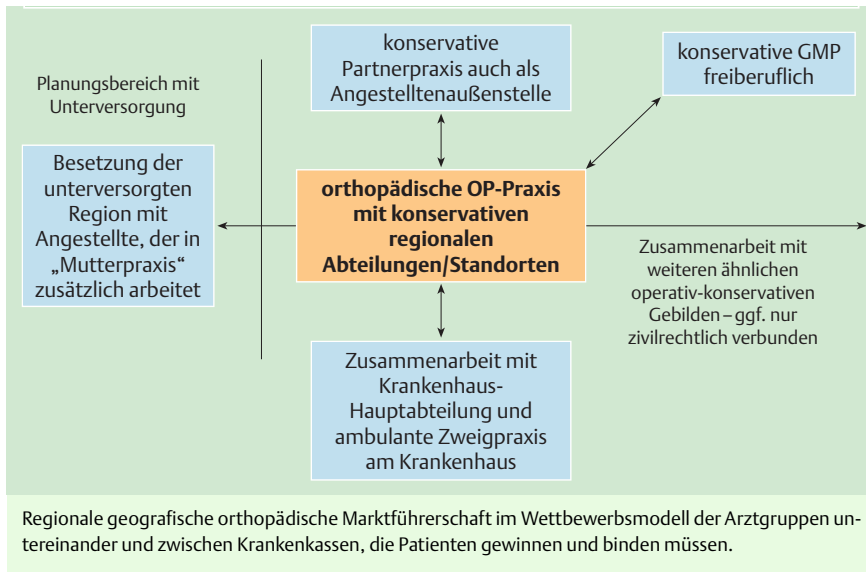 konservative
Partnerpraxis auch als
Angestelltenaußenstelle
konservative GMP
freiberuflich
Planungsbereich mit
Unterversorgung
Besetzung der
unterversorgten
Region mit
Angestellte, der in
„Mutterpraxis“
zusätzlich arbeitet
orthopädische OP-Praxis
mit konservativen
regionalen
Abteilungen/Standorten
Zusammenarbeit mit
weiteren ähnlichen
operativ-konservativen
Gebilden – ggf. nur
zivilrechtlich verbunden
Zusammenarbeit mit
Krankenhaus-
Hauptabteilung und
ambulante Zweigpraxis
am Krankenhaus
Regionale geografische orthopädische Marktführerschaft im Wettbewerbsmodell der Arztgruppen un-
tereinander und zwischen Krankenkassen, die Patienten gewinnen und binden müssen.